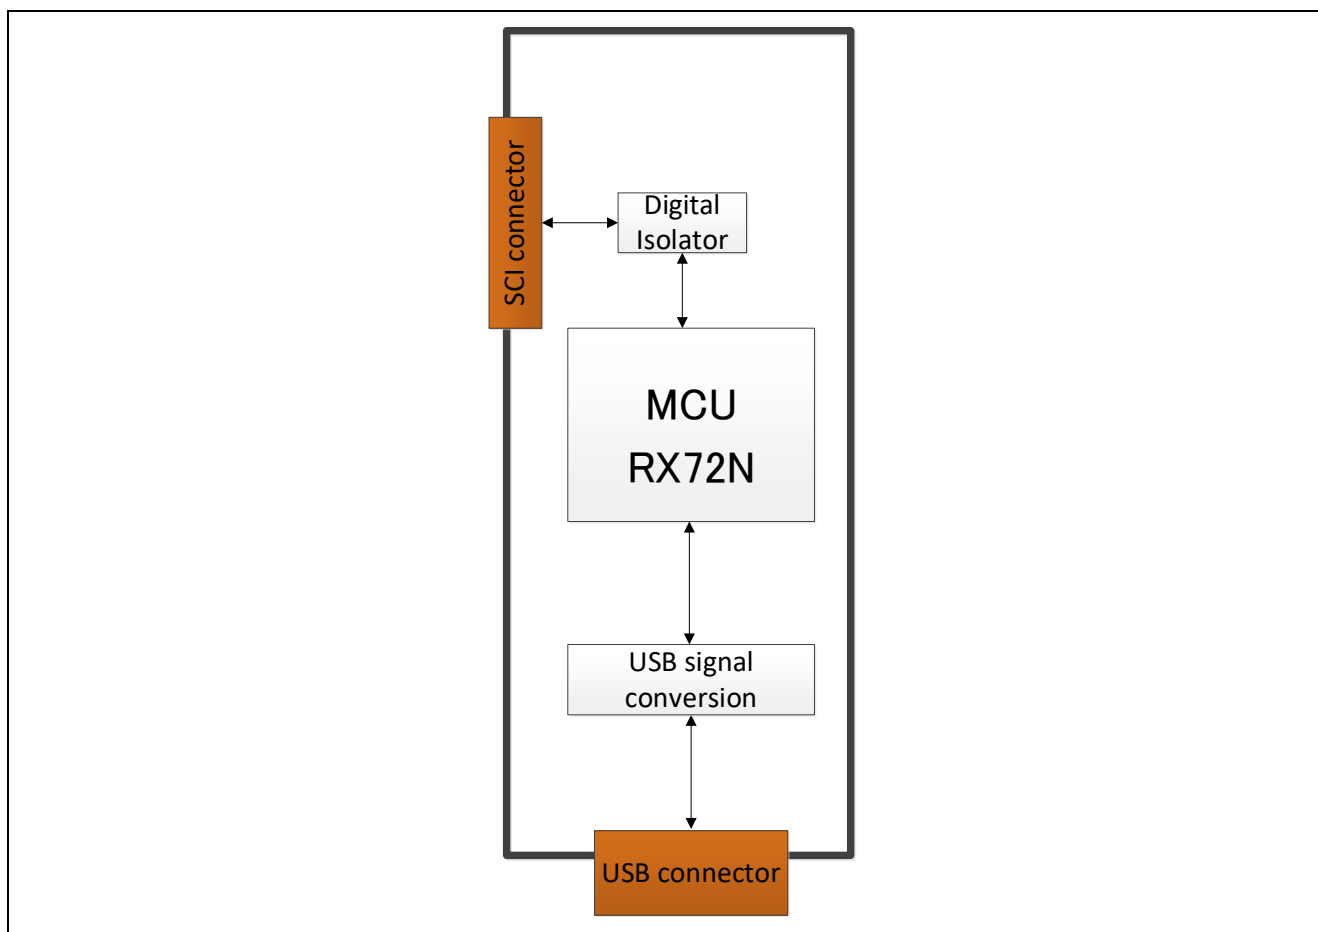 SCI connector
Digital
Isolator
MCU
RX72N
USB signal
conversion
USB connector